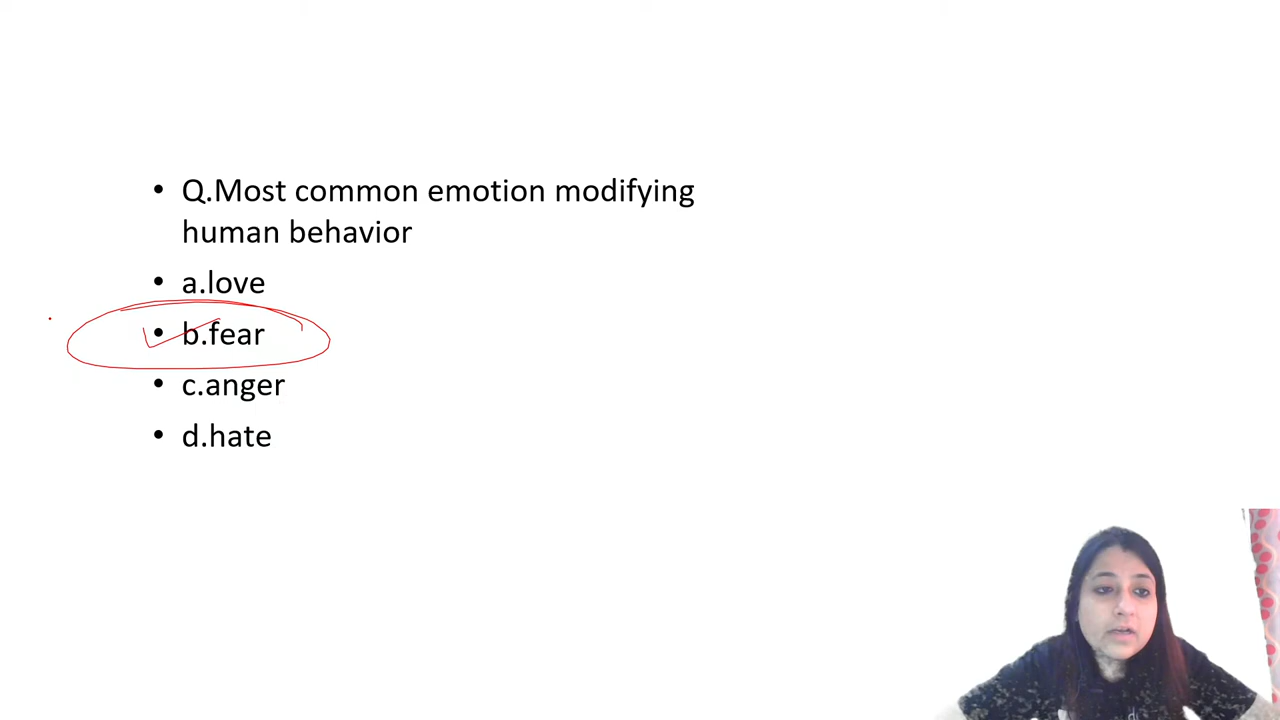 • Q.Most common emotion modifying
human behavior
• a.love
• b.fear
• c.anger
• d.hate